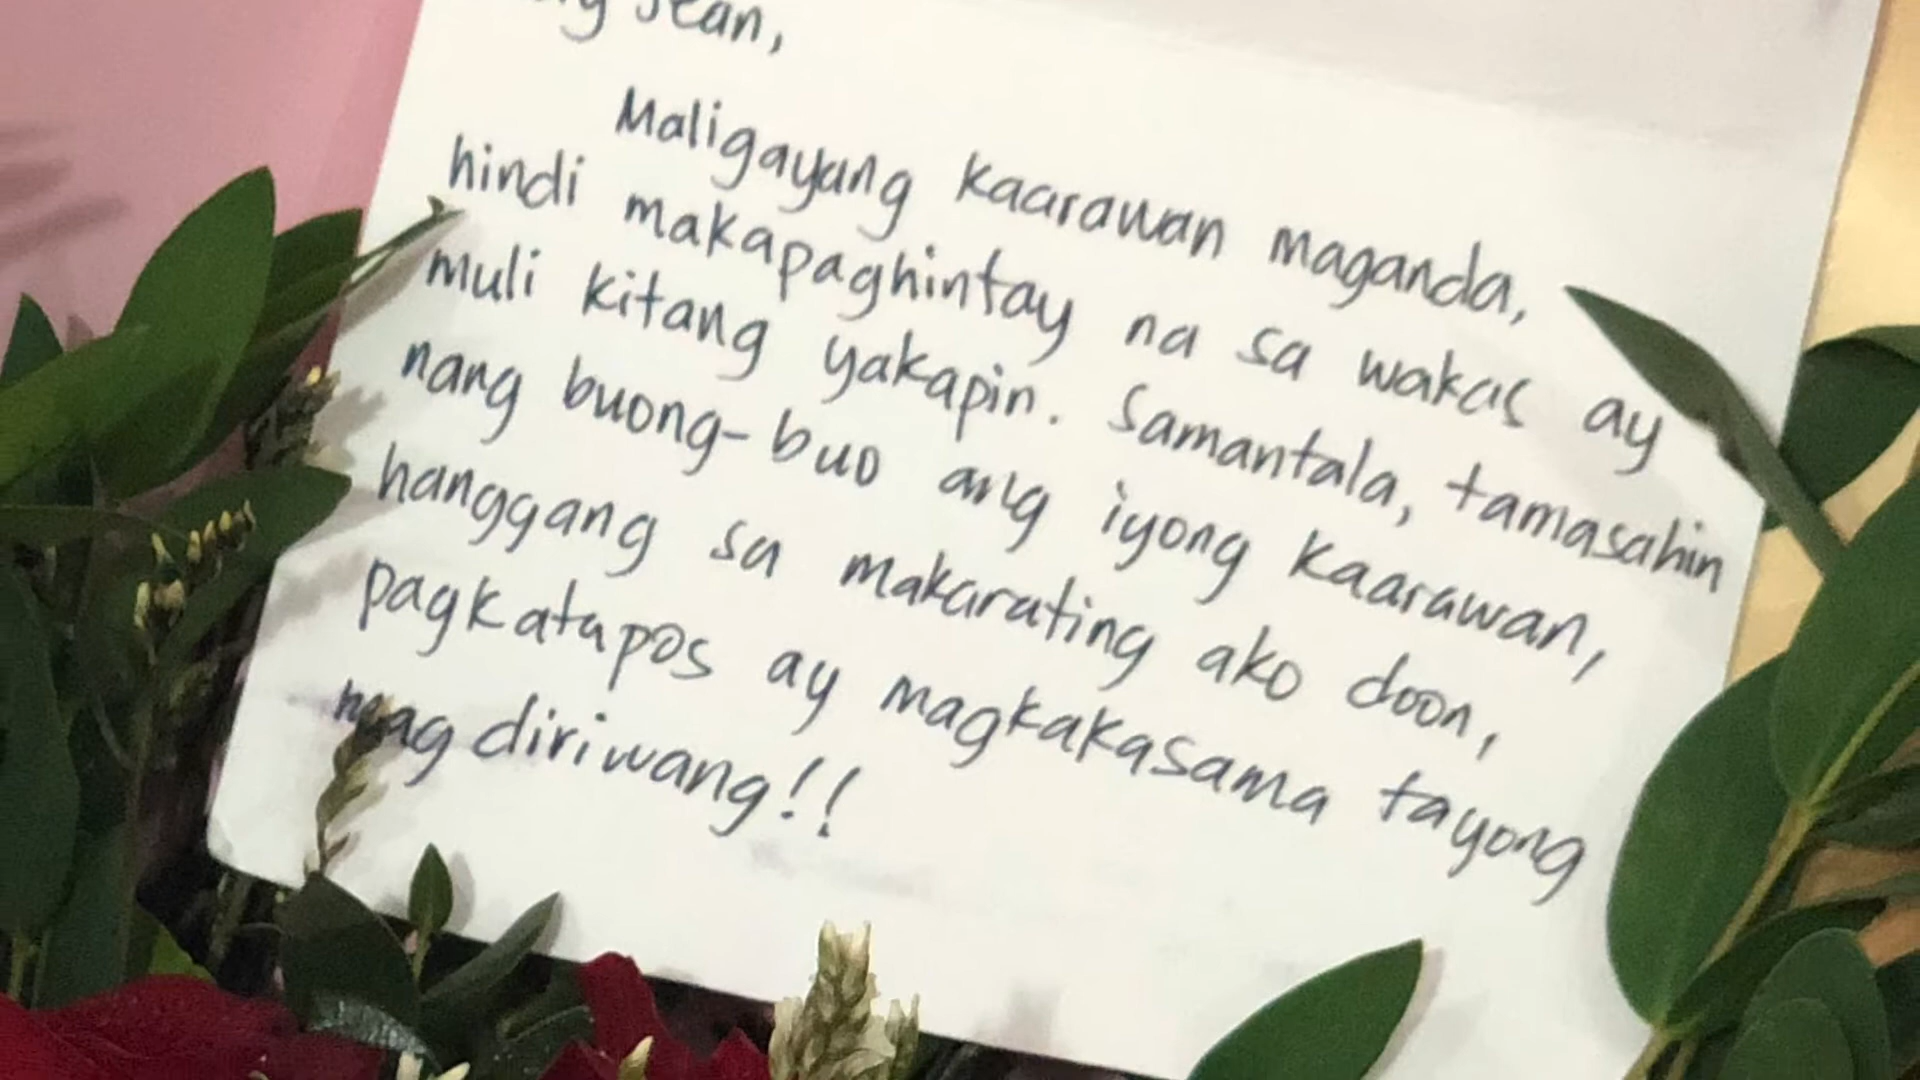 Jean,
Maligayang kaarawan maganda,
hindi makapaghintay na sa wakas ay
muli kitang yakapin. Samantala, tamasahin
nang buong-buo ang iyong kaarawan,
hanggang sa makarating ako doon,
pagkatapos ay magkakasama tayong
mag diriwang!!